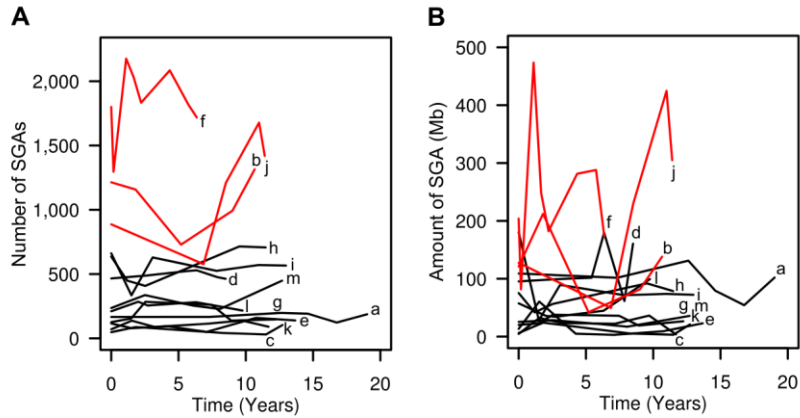 A
Number of SGAs
2,000
1,500
1,000
500
0
f
b
j
h
i
d
m
l
g
a
e
k
c
0 5 10 15 20
Time (Years)
B
Amount of SGA (Mb)
500
400
300
200
100
0
j
f
d
b
l
h
i
a
g m
k
e
c
0 5 10 15 20
Time (Years)